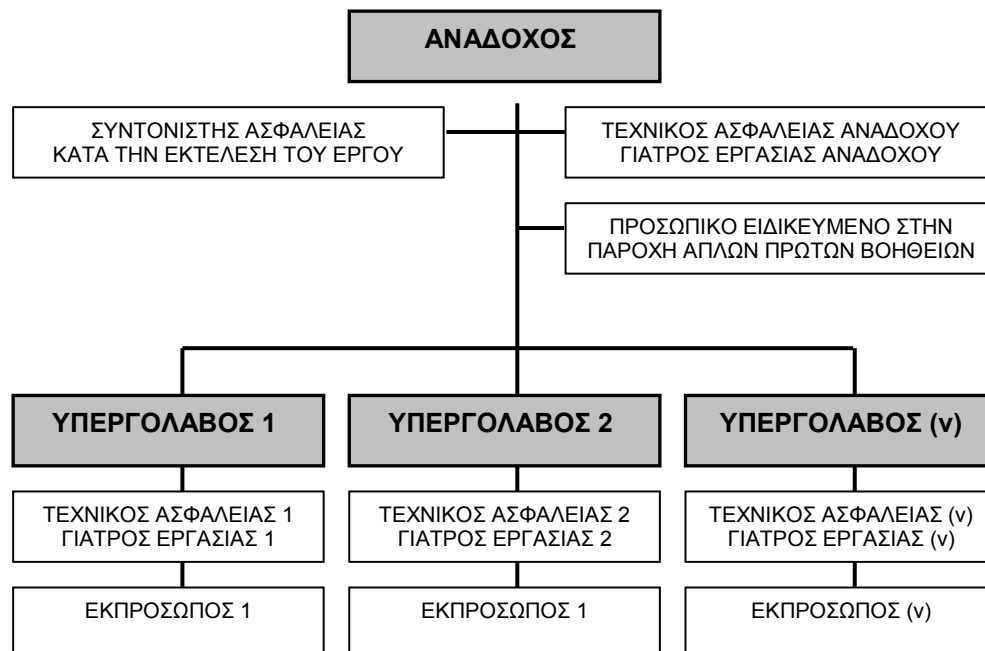 ΑΝΑΔΟΧΟΣ
ΣΥΝΤΟΝΙΣΤΗΣ ΑΣΦΑΛΕΙΑΣ
ΚΑΤΑ ΤΗΝ ΕΚΤΕΛΕΣΗ ΤΟΥ ΕΡΓΟΥ
ΤΕΧΝΙΚΟΣ ΑΣΦΑΛΕΙΑΣ ΑΝΑΔΟΧΟΥ
ΓΙΑΤΡΟΣ ΕΡΓΑΣΙΑΣ ΑΝΑΔΟΧΟΥ
ΠΡΟΣΩΠΙΚΟ ΕΙΔΙΚΕΥΜΕΝΟ ΣΤΗΝ
ΠΑΡΟΧΗ ΑΠΛΩΝ ΠΡΩΤΩΝ ΒΟΗΘΕΙΩΝ
ΥΠΕΡΓΟΛΑΒΟΣ 1
ΥΠΕΡΓΟΛΑΒΟΣ 2
ΥΠΕΡΓΟΛΑΒΟΣ (ν)
ΤΕΧΝΙΚΟΣ ΑΣΦΑΛΕΙΑΣ 1
ΓΙΑΤΡΟΣ ΕΡΓΑΣΙΑΣ 1
ΤΕΧΝΙΚΟΣ ΑΣΦΑΛΕΙΑΣ 2
ΓΙΑΤΡΟΣ ΕΡΓΑΣΙΑΣ 2
ΤΕΧΝΙΚΟΣ ΑΣΦΑΛΕΙΑΣ (ν)
ΓΙΑΤΡΟΣ ΕΡΓΑΣΙΑΣ (ν)
ΕΚΠΡΟΣΩΠΟΣ 1
ΕΚΠΡΟΣΩΠΟΣ 1
ΕΚΠΡΟΣΩΠΟΣ (ν)